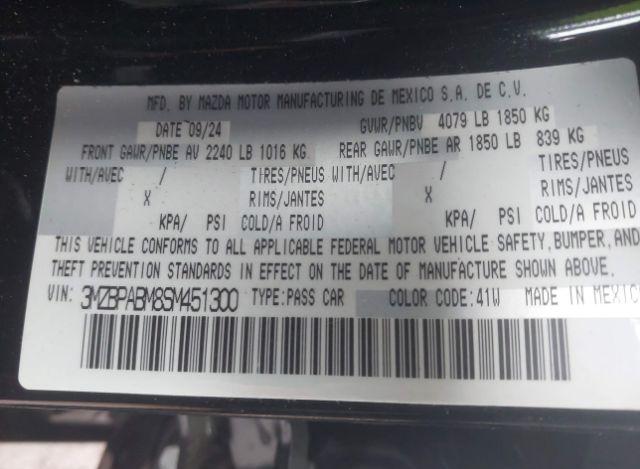 MFD. BY MAZDA MOTOR MANUFACTURING DE MEXICO S.A. DE C.V.
DATE 09/24 GVWR/PNBV 4079 LB 1850 KG
FRONT GAWR/PNBE AV 2240 LB 1016 KG REAR GAWR/PNBE AR 1850 LB 839 KG
WITH/AVEC / TIRES/PNEUS WITH/AVEC / TIRES/PNEUS
X RIMS/JANTES X RIMS/JANTES
KPA/ PSI COLD/A FROID KPA/ PSI COLD/A FROID
THIS VEHICLE CONFORMS TO ALL APPLICABLE FEDERAL MOTOR VEHICLE SAFETY, BUMPER, AND
THEFT PREVENTION STANDARDS IN EFFECT ON THE DATE OF MANUFACTURE SHOWN ABOVE.
VIN: 3MZBPABM8SM451300 TYPE:PASS CAR COLOR CODE:41W MADE IN MEXICO